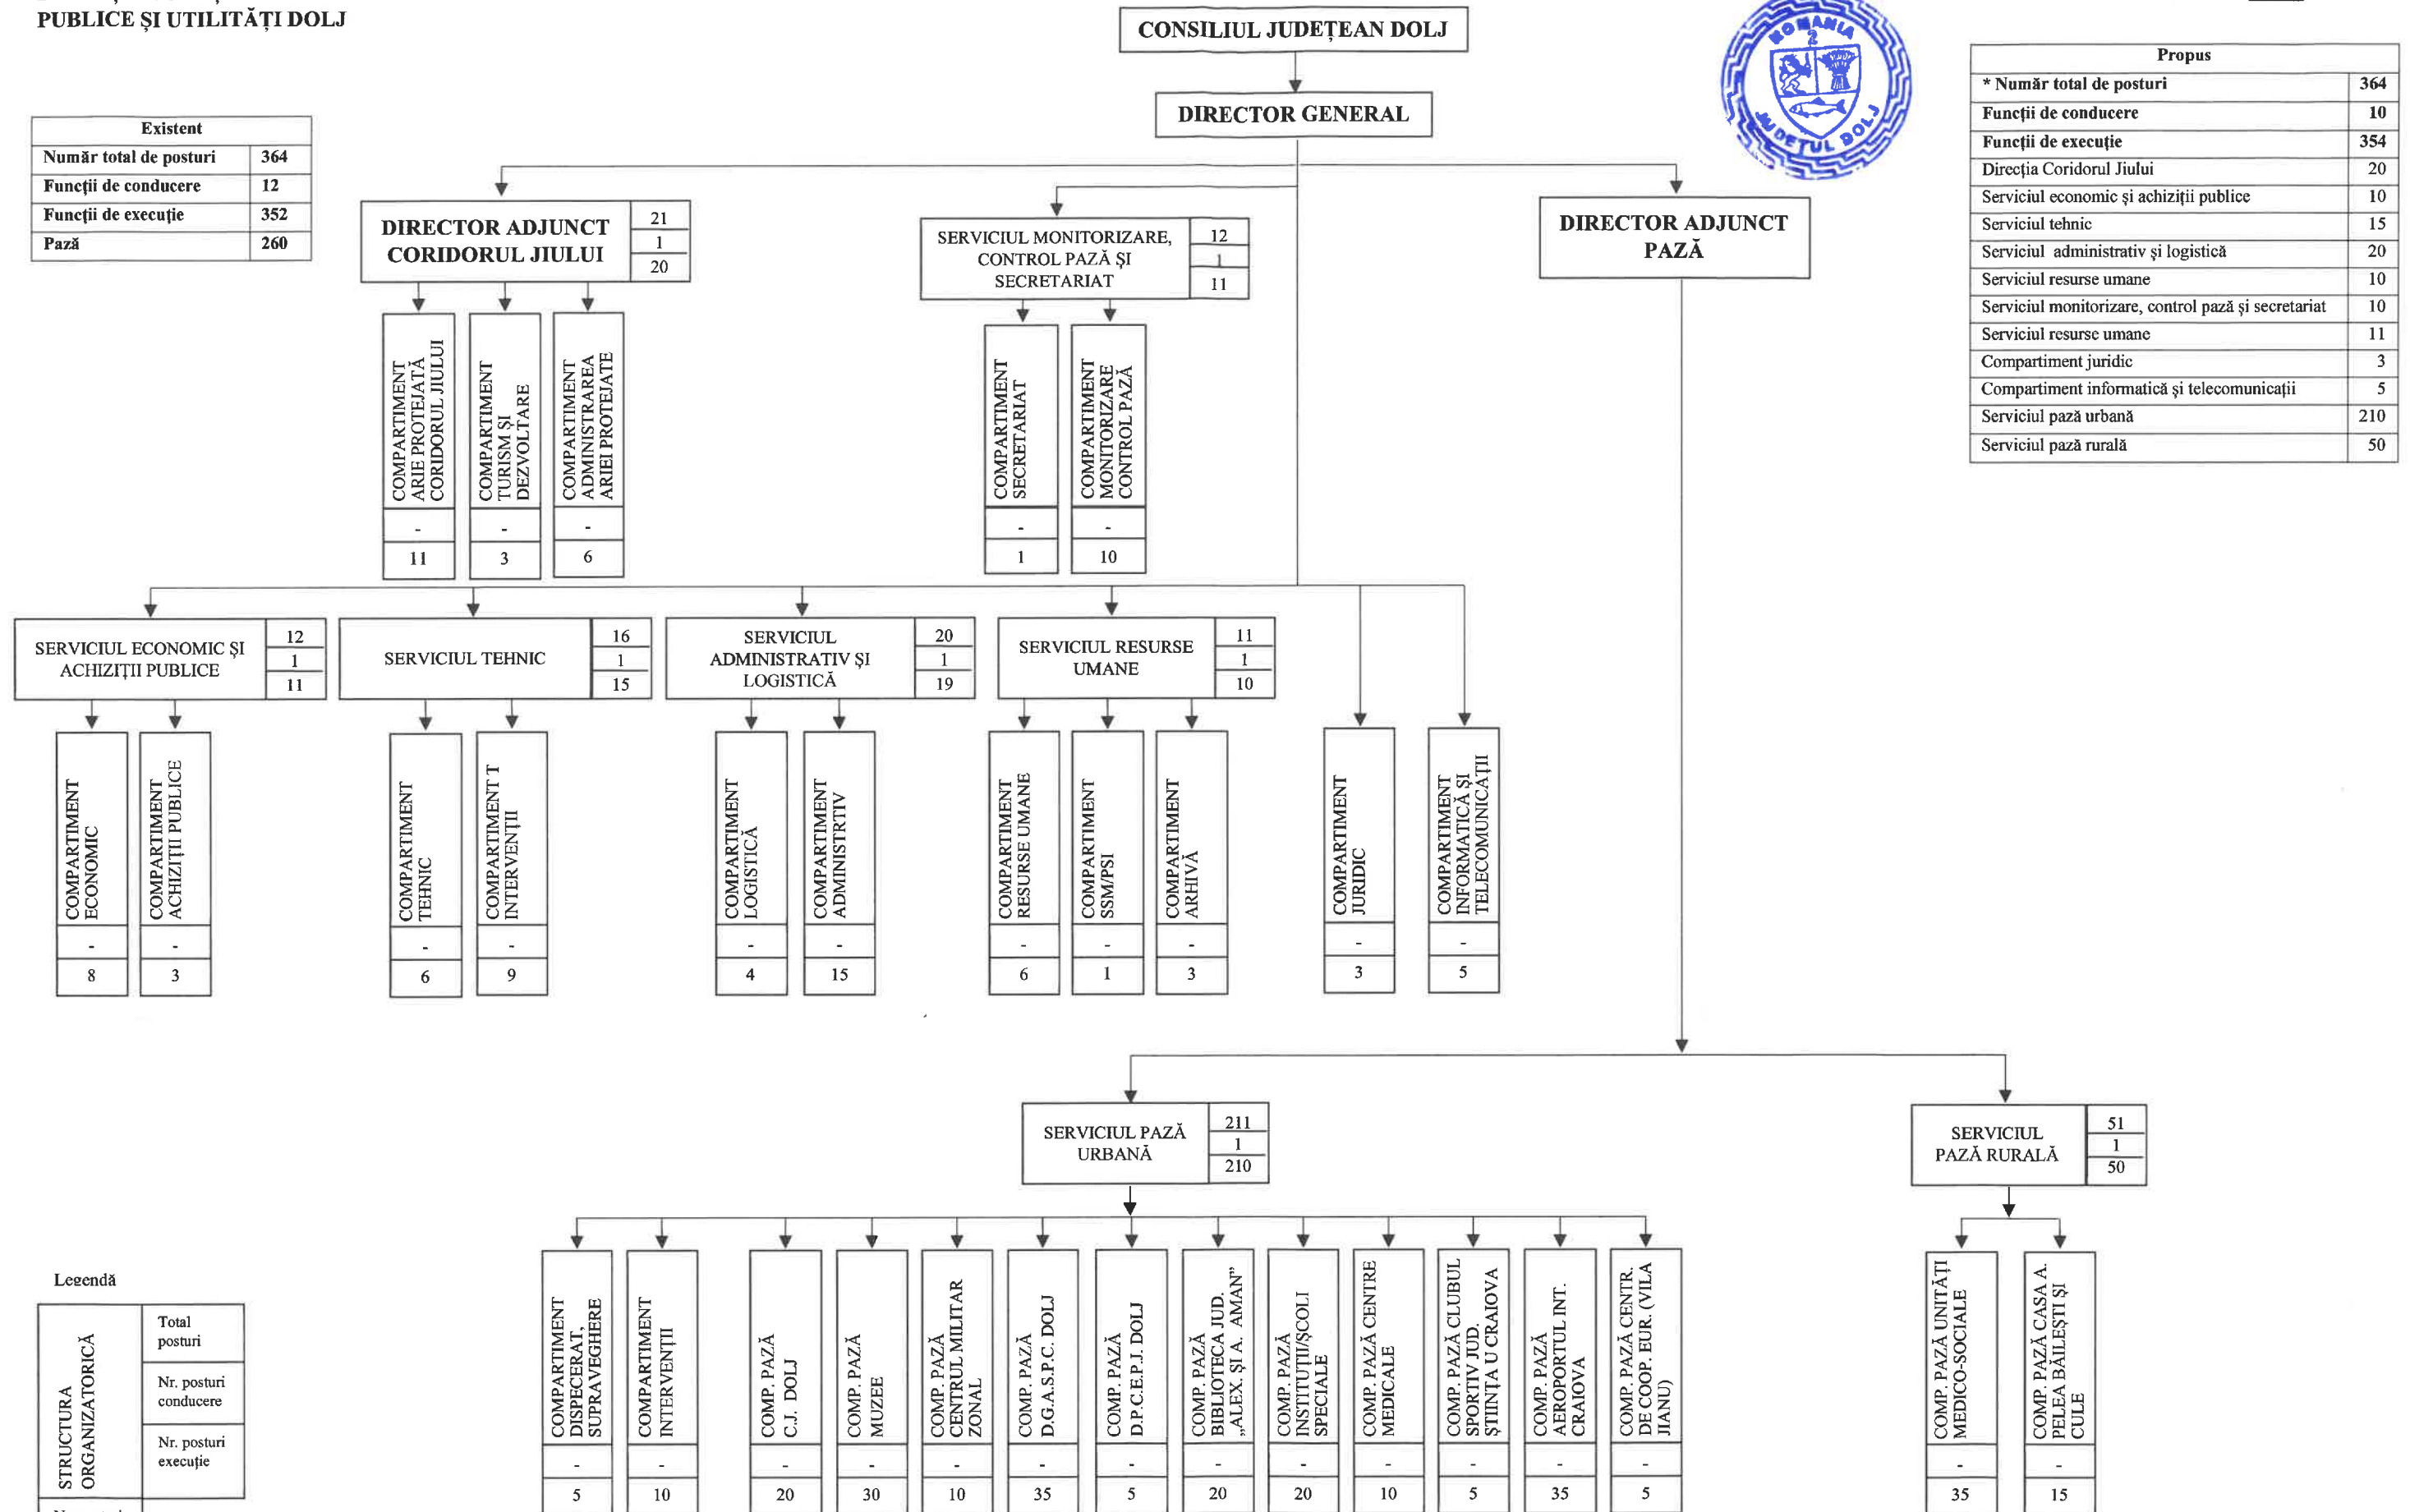 PUBLICE ȘI UTILITĂȚI DOLJ
CONSILIUL JUDEȚEAN DOLJ
DIRECTOR GENERAL
ROMANIA
2
JUDEȚUL DOLJ
Existent
Număr total de posturi 364
Funcții de conducere 12
Funcții de execuție 352
Pază 260
Propus
* Număr total de posturi 364
Funcții de conducere 10
Funcții de execuție 354
Direcția Coridorul Jiului 20
Serviciul economic și achiziții publice 10
Serviciul tehnic 15
Serviciul administrativ și logistică 20
Serviciul resurse umane 10
Serviciul monitorizare, control pază și secretariat 10
Serviciul resurse umane 11
Compartiment juridic 3
Compartiment informatică și telecomunicații 5
Serviciul pază urbană 210
Serviciul pază rurală 50
DIRECTOR ADJUNCT
CORIDORUL JIULUI
21
1
20
SERVICIUL MONITORIZARE,
CONTROL PAZĂ ȘI
SECRETARIAT
12
1
11
DIRECTOR ADJUNCT
PAZĂ
COMPARTIMENT
ARIE PROTEJATĂ
CORIDORUL JIULUI
-
11
COMPARTIMENT
TURISM ȘI
DEZVOLTARE
-
3
COMPARTIMENT
ADMINISTRAREA
ARIEI PROTEJATE
-
6
COMPARTIMENT
SECRETARIAT
-
1
COMPARTIMENT
MONITORIZARE
CONTROL PAZĂ
-
10
SERVICIUL ECONOMIC ȘI
ACHIZIȚII PUBLICE
12
1
11
SERVICIUL TEHNIC
16
1
15
SERVICIUL
ADMINISTRATIV ȘI
LOGISTICĂ
20
1
19
SERVICIUL RESURSE
UMANE
11
1
10
COMPARTIMENT
ECONOMIC
-
8
COMPARTIMENT
ACHIZIȚII PUBLICE
-
3
COMPARTIMENT
TEHNIC
-
6
COMPARTIMENT T
INTERVENȚII
-
9
COMPARTIMENT
LOGISTICĂ
-
4
COMPARTIMENT
ADMINISTRTIV
-
15
COMPARTIMENT
RESURSE UMANE
-
6
COMPARTIMENT
SSM/PSI
-
1
COMPARTIMENT
ARHIVĂ
-
3
COMPARTIMENT
JURIDIC
-
3
COMPARTIMENT
INFORMATICĂ ȘI
TELECOMUNICAȚII
-
5
SERVICIUL PAZĂ
URBANĂ
211
1
210
SERVICIUL
PAZĂ RURALĂ
51
1
50
COMPARTIMENT
DISPECERAT,
SUPRAVEGHERE
-
5
COMPARTIMENT
INTERVENȚII
-
10
COMP. PAZĂ
C.J. DOLJ
-
20
COMP. PAZĂ
MUZEE
-
30
COMP. PAZĂ
CENTRUL MILITAR
ZONAL
-
10
COMP. PAZĂ
D.G.A.S.P.C. DOLJ
-
35
COMP. PAZĂ
D.P.C.E.P.J. DOLJ
-
5
COMP. PAZĂ
BIBLIOTECA JUD.
„ALEX. ȘI A. AMAN”
-
20
COMP. PAZĂ
INSTITUȚII/ȘCOLI
SPECIALE
-
20
COMP. PAZĂ CENTRE
MEDICALE
-
10
COMP. PAZĂ CLUBUL
SPORTIV JUD.
ȘTIINȚA U CRAIOVA
-
5
COMP. PAZĂ
AEROPORTUL INT.
CRAIOVA
-
35
COMP. PAZĂ CENTR.
DE COOP. EUR. (VILA
JIANU)
-
5
COMP. PAZĂ UNITĂȚI
MEDICO-SOCIALE
-
35
COMP. PAZĂ CASA A.
PELEA BĂILEȘTI ȘI
CULE
-
15
Legendă
STRUCTURA
ORGANIZATORICĂ
Total
posturi
Nr. posturi
conducere
Nr. posturi
execuție